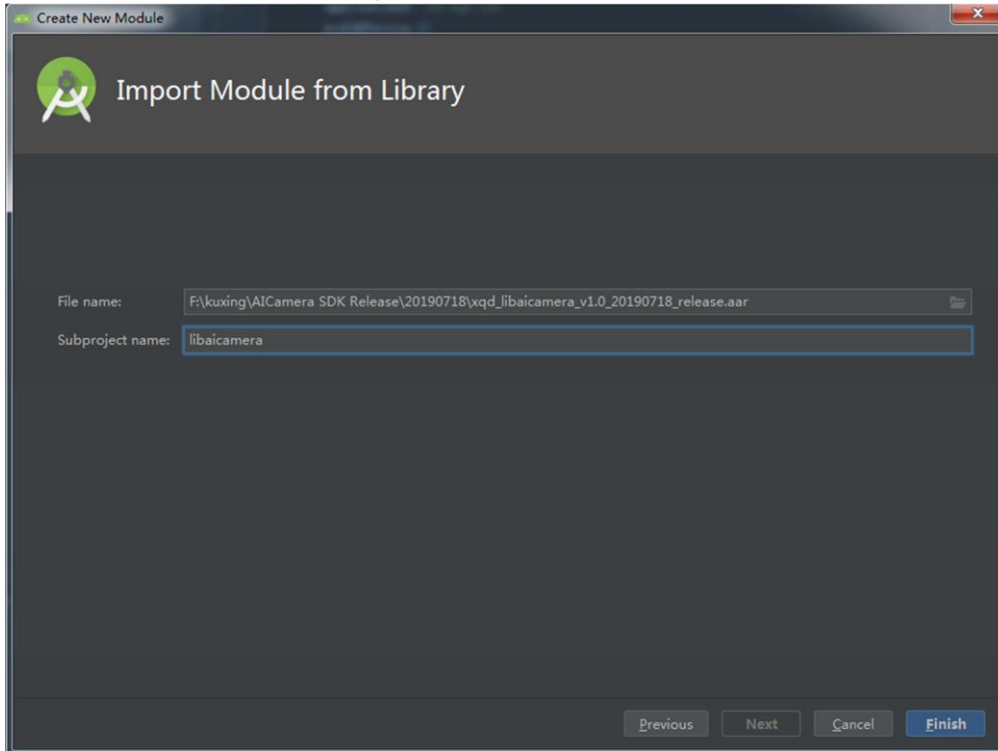 Create New Module
Import Module from Library
File name: F:\kuxing\AICamera SDK Release\20190718\xqd_libaicamera_v1.0_20190718_release.aar
Subproject name: libaicamera
Previous Next Cancel Finish